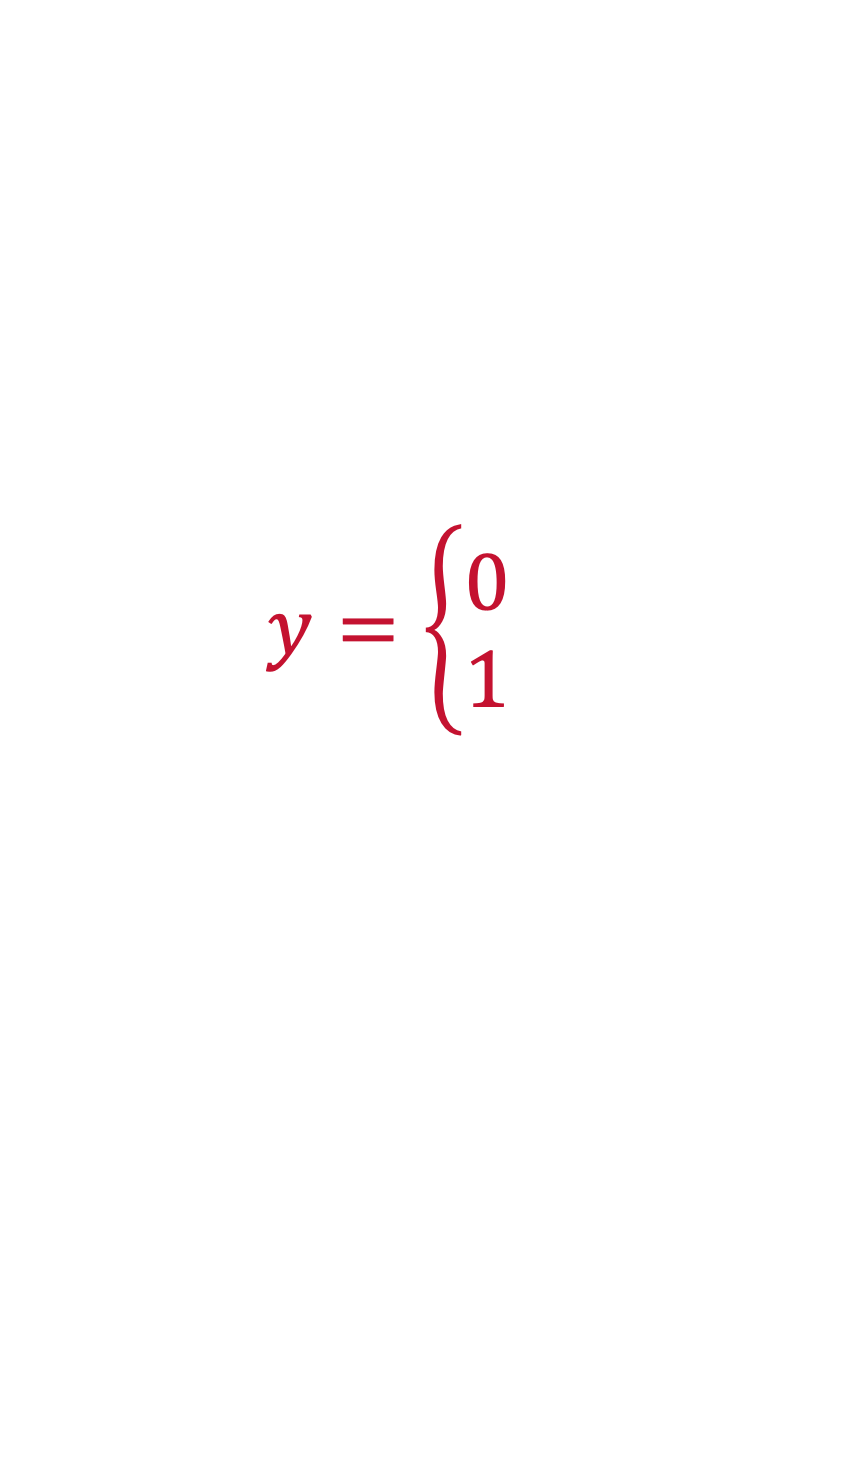 y = { 0
1